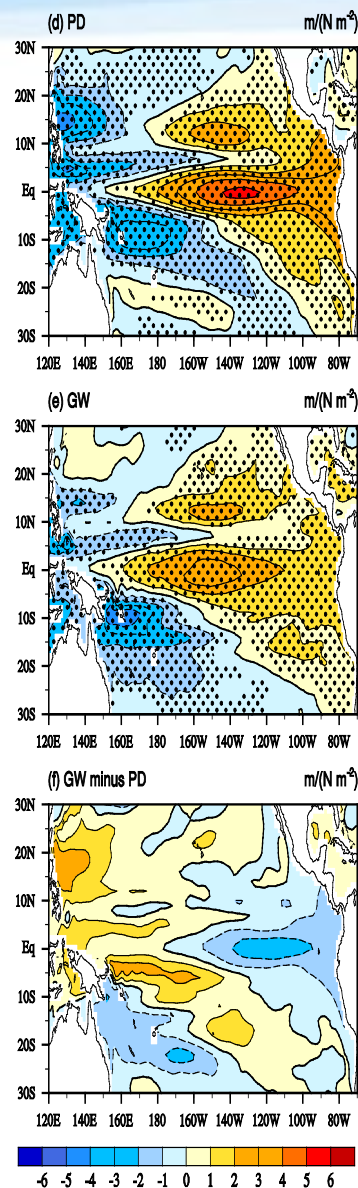 (d) PD m/(N m⁻²)
30N
20N
10N
Eq
10S
20S
30S
120E 140E 160E 180 160W 140W 120W 100W 80W
(e) GW m/(N m⁻²)
30N
20N
10N
Eq
10S
20S
30S
120E 140E 160E 180 160W 140W 120W 100W 80W
(f) GW minus PD m/(N m⁻²)
30N
20N
10N
Eq
10S
20S
30S
120E 140E 160E 180 160W 140W 120W 100W 80W
-6 -5 -4 -3 -2 -1 0 1 2 3 4 5 6